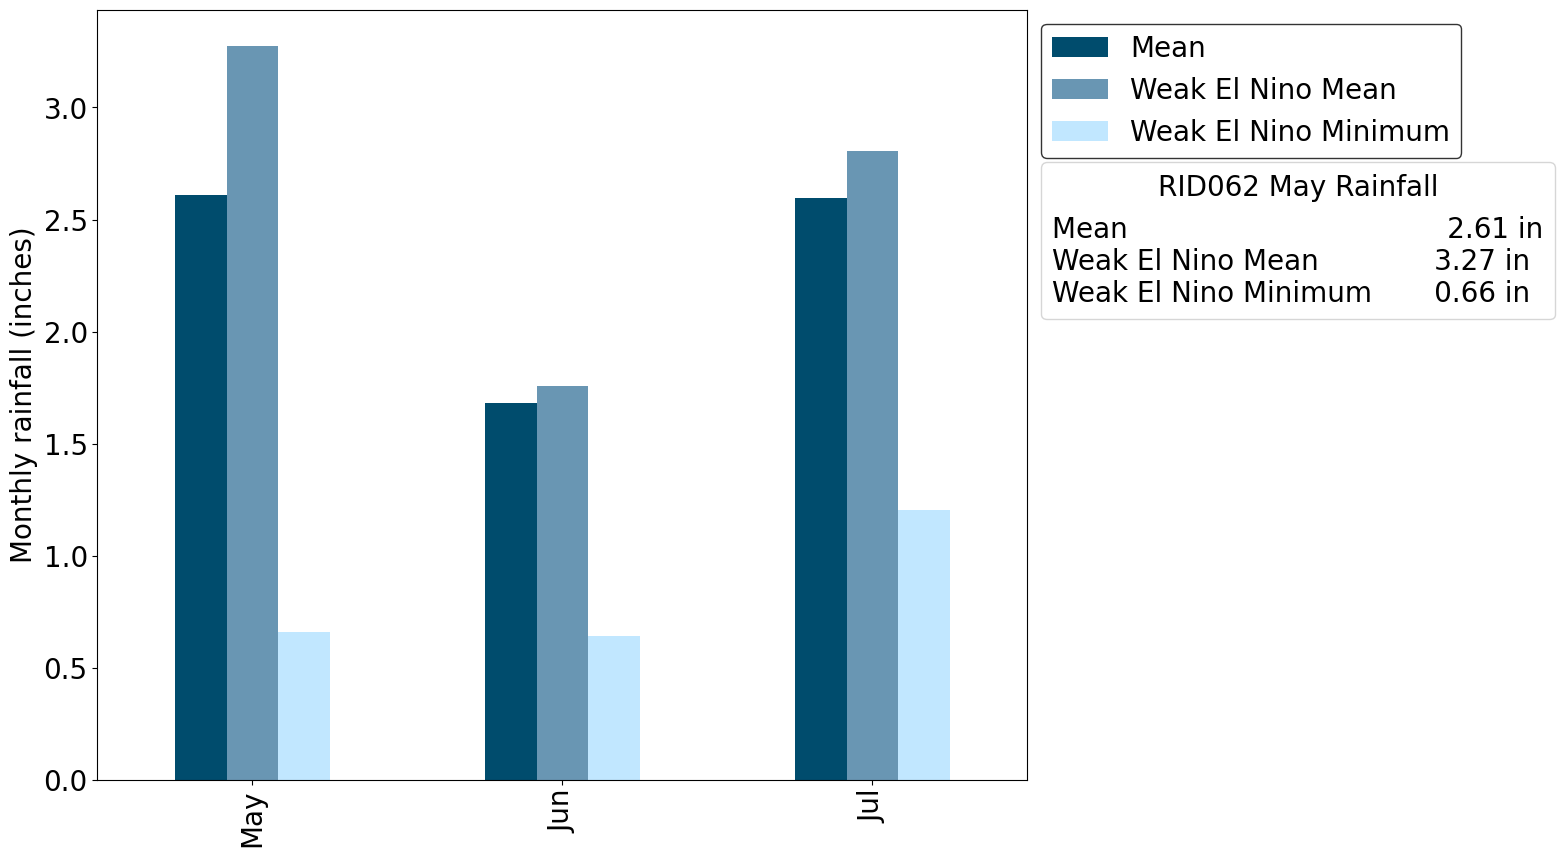 Monthly rainfall (inches)
3.0
2.5
2.0
1.5
1.0
0.5
0.0
May
Jun
Jul
Mean
Weak El Nino Mean
Weak El Nino Minimum
RID062 May Rainfall
Mean 2.61 in
Weak El Nino Mean 3.27 in
Weak El Nino Minimum 0.66 in